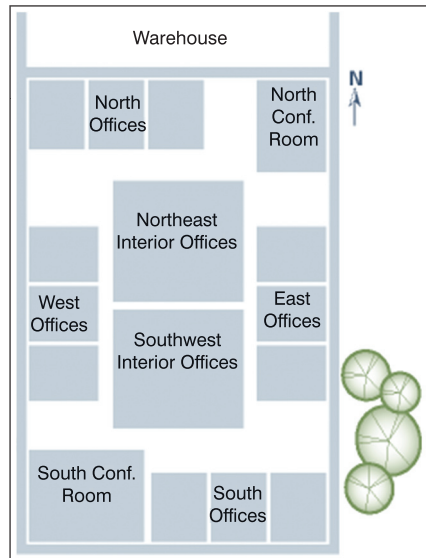 Warehouse
N
North
Offices
North
Conf.
Room
Northeast
Interior Offices
West
Offices
East
Offices
Southwest
Interior Offices
South Conf.
Room
South
Offices